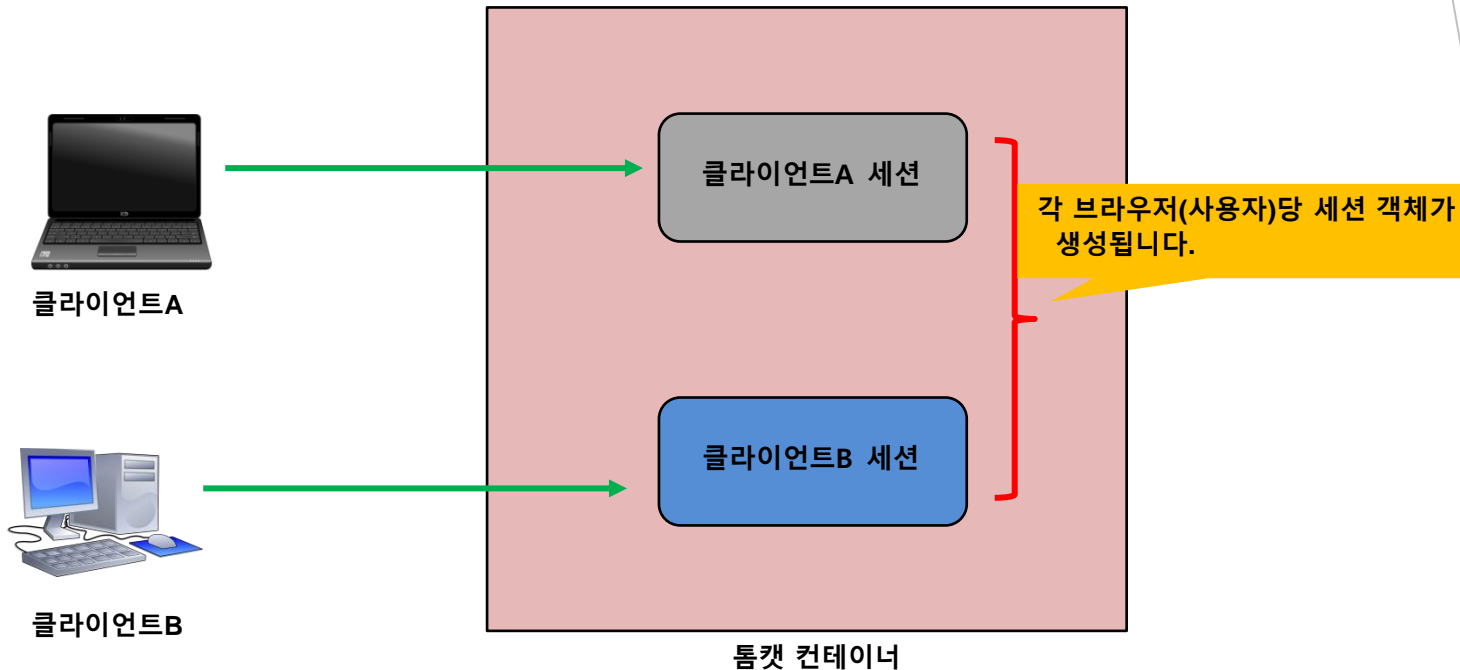 클라이언트A 세션
각 브라우저(사용자)당 세션 객체가
생성됩니다.
클라이언트A
클라이언트B 세션
클라이언트B
톰캣 컨테이너